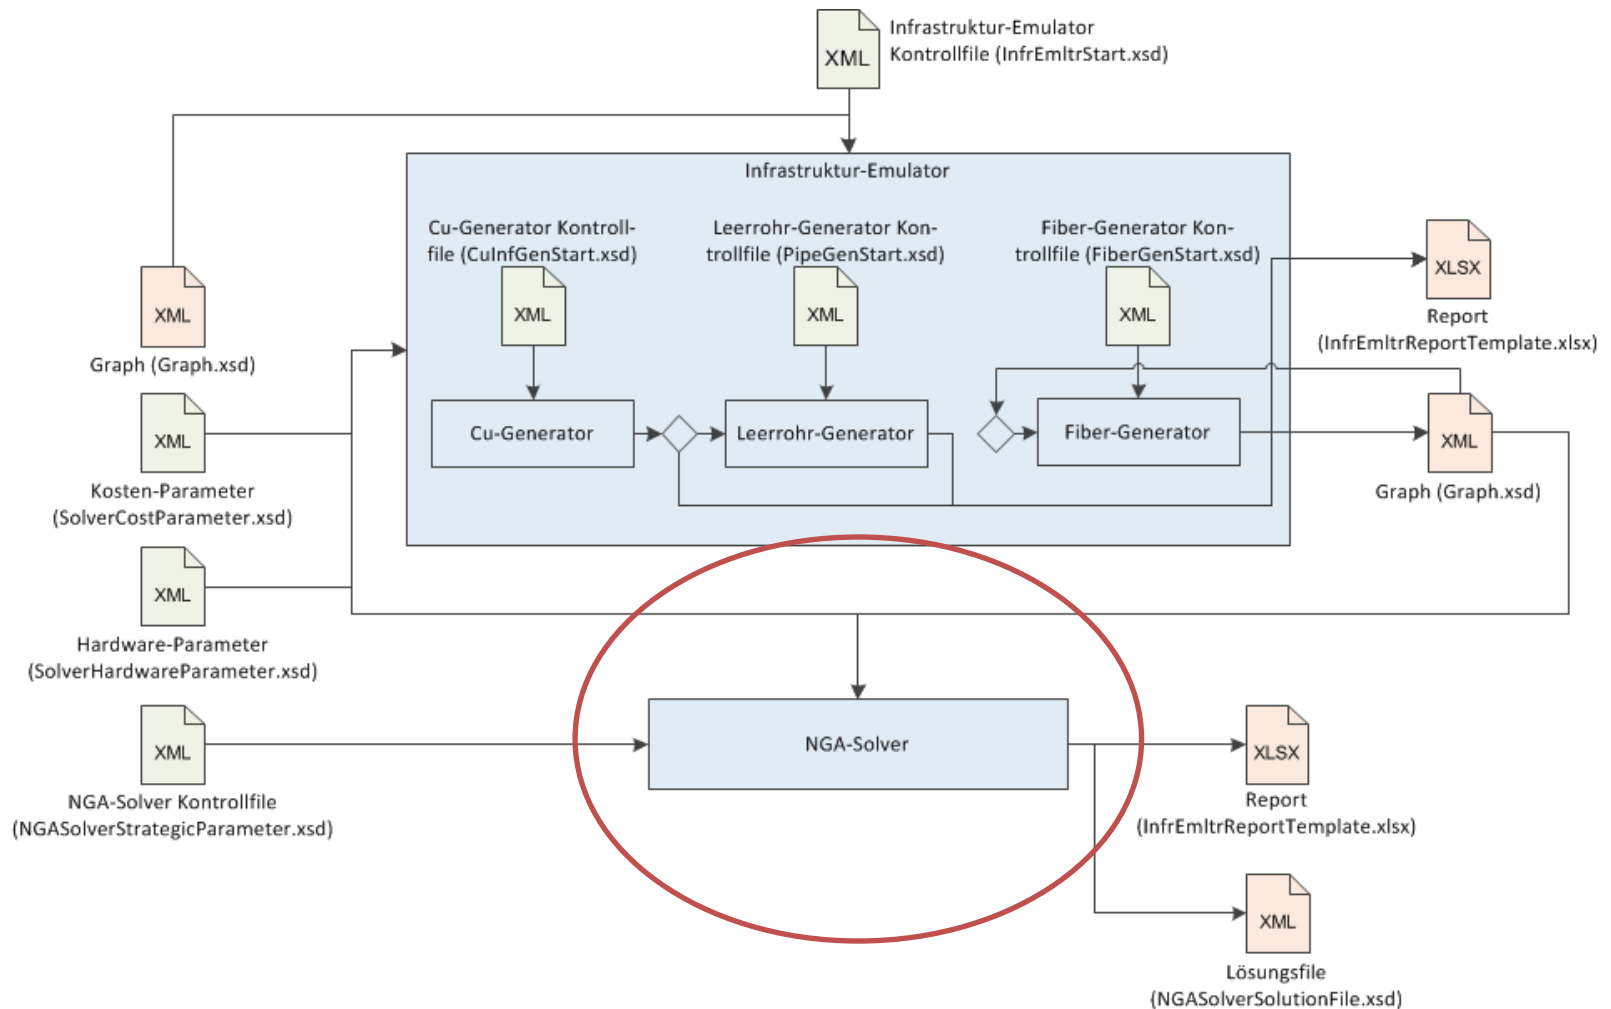 XML
Infrastruktur-Emulator
Kontrollfile (InfrEmltrStart.xsd)
Infrastruktur-Emulator
Cu-Generator Kontroll-
file (CuInfGenStart.xsd)
Leerrohr-Generator Kon-
trollfile (PipeGenStart.xsd)
Fiber-Generator Kon-
trollfile (FiberGenStart.xsd)
XML
XML
XML
XML
Graph (Graph.xsd)
XLSX
Report
(InfrEmltrReportTemplate.xlsx)
XML
Kosten-Parameter
(SolverCostParameter.xsd)
Cu-Generator
Leerrohr-Generator
Fiber-Generator
XML
Graph (Graph.xsd)
XML
Hardware-Parameter
(SolverHardwareParameter.xsd)
XML
NGA-Solver Kontrollfile
(NGASolverStrategicParameter.xsd)
NGA-Solver
XLSX
Report
(InfrEmltrReportTemplate.xlsx)
XML
Lösungsfile
(NGASolverSolutionFile.xsd)